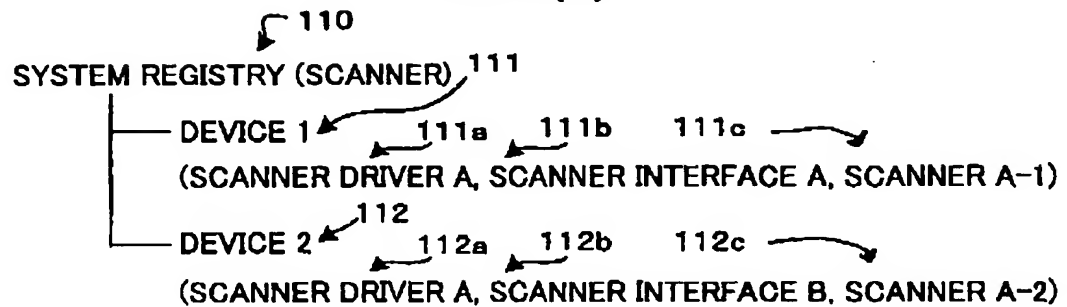 110
SYSTEM REGISTRY (SCANNER) 111
DEVICE 1 111a 111b 111c
(SCANNER DRIVER A, SCANNER INTERFACE A, SCANNER A-1)
112
DEVICE 2 112a 112b 112c
(SCANNER DRIVER A, SCANNER INTERFACE B, SCANNER A-2)